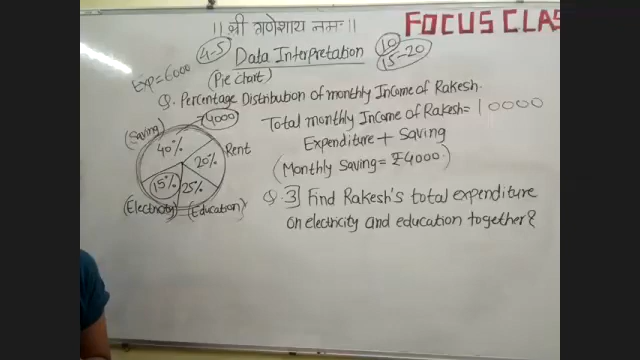 || श्री गणेशाय नमः ||
FOCUS CLAS
4-5
Data Interpretation
10
15-20
Exp=6000
(Pie chart)
Q. Percentage Distribution of monthly Income of Rakesh.
4000
Total monthly Income of Rakesh=10000
(Saving)
Expenditure + Saving
40%
Rent
20%
(Monthly Saving = ₹4000)
15%
25%
(Electricity)
(Education)
Q.3] Find Rakesh's total expenditure
on electricity and education together?